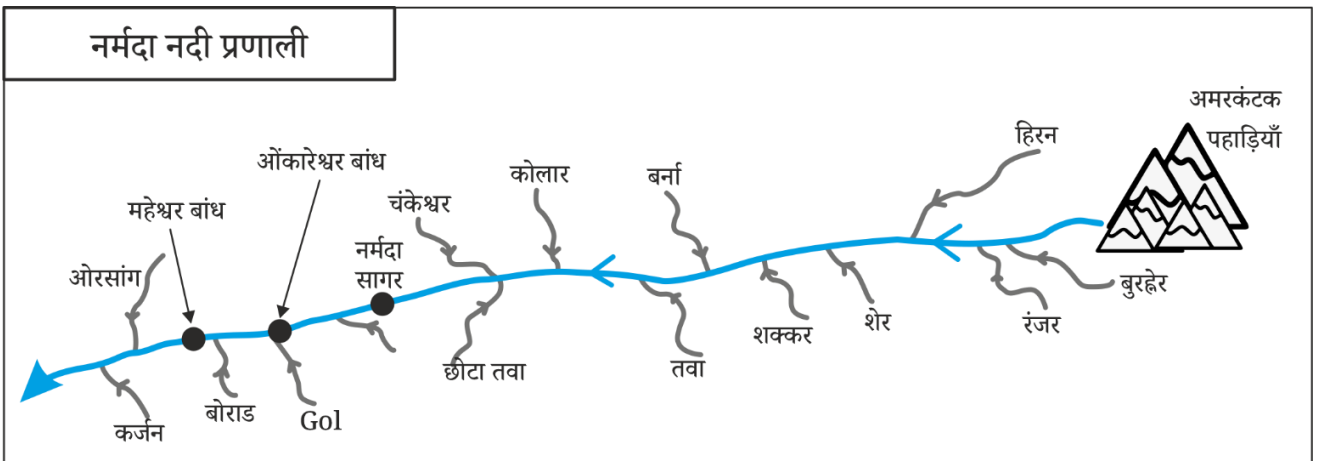 नर्मदा नदी प्रणाली
अमरकंटक
पहाड़ियाँ
हिरन
ओंकारेश्वर बांध
कोलार
बर्ना
चंकेश्वर
महेश्वर बांध
नर्मदा
सागर
ओरसांग
बुरह्नेर
रंजर
शेर
शक्कर
तवा
छीटा तवा
Gol
बोराड
कर्जन